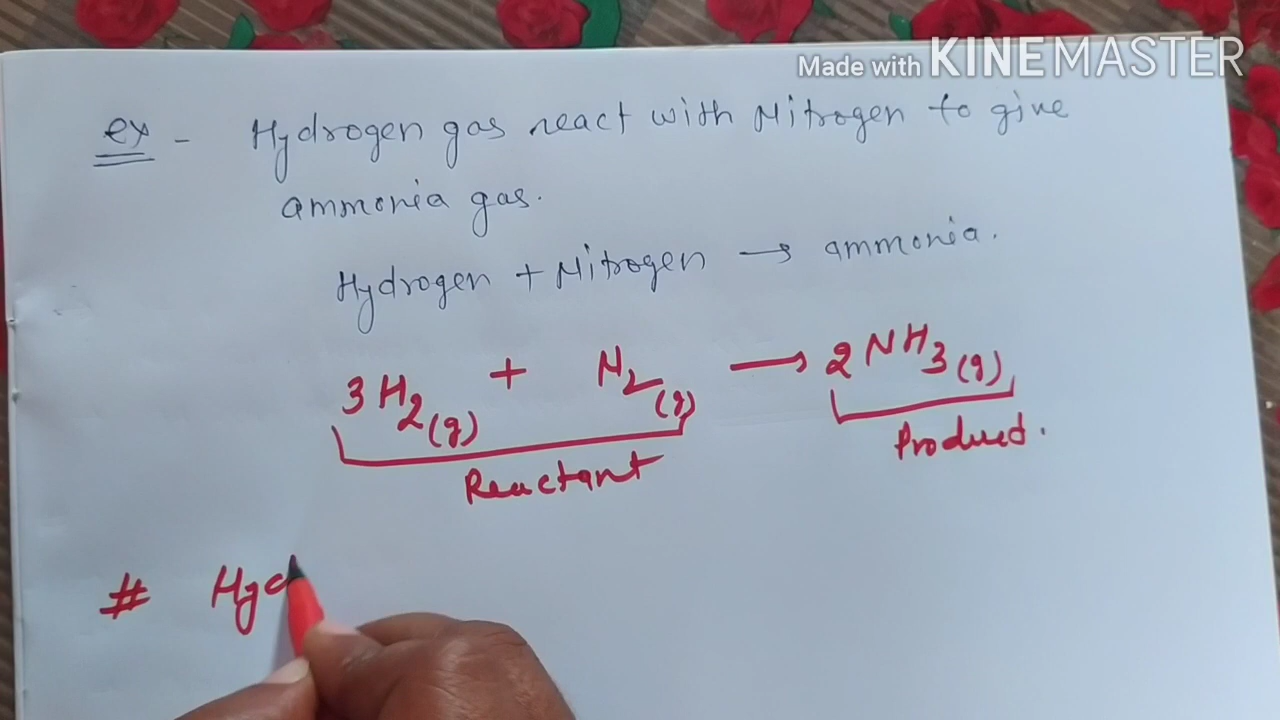 Made with KINEMASTER
ex - Hydrogen gas react with Nitrogen to give
ammonia gas.
Hydrogen + Nitrogen → ammonia.
3H₂(g) + N₂(g) → 2NH₃(g)
Reactant Product.
# Hyd